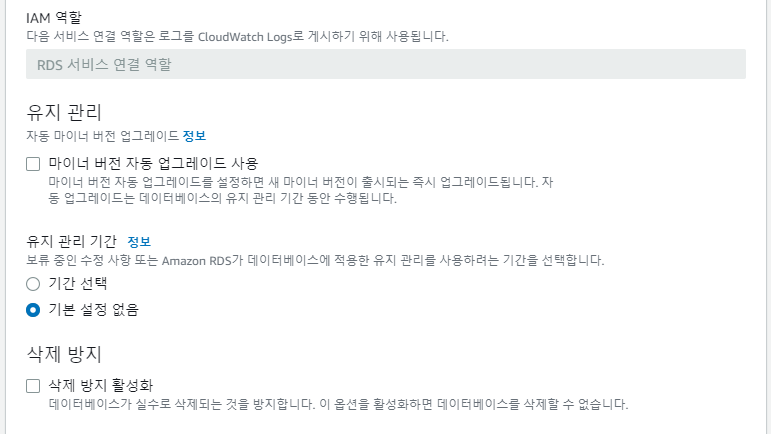 IAM 역할
다음 서비스 연결 역할은 로그를 CloudWatch Logs로 게시하기 위해 사용됩니다.
RDS 서비스 연결 역할
유지 관리
자동 마이너 버전 업그레이드 정보
마이너 버전 자동 업그레이드 사용
마이너 버전 자동 업그레이드를 설정하면 새 마이너 버전이 출시되는 즉시 업그레이드됩니다. 자
동 업그레이드는 데이터베이스의 유지 관리 기간 동안 수행됩니다.
유지 관리 기간 정보
보류 중인 수정 사항 또는 Amazon RDS가 데이터베이스에 적용한 유지 관리를 사용하려는 기간을 선택합니다.
기간 선택
기본 설정 없음
삭제 방지
삭제 방지 활성화
데이터베이스가 실수로 삭제되는 것을 방지합니다. 이 옵션을 활성화하면 데이터베이스를 삭제할 수 없습니다.